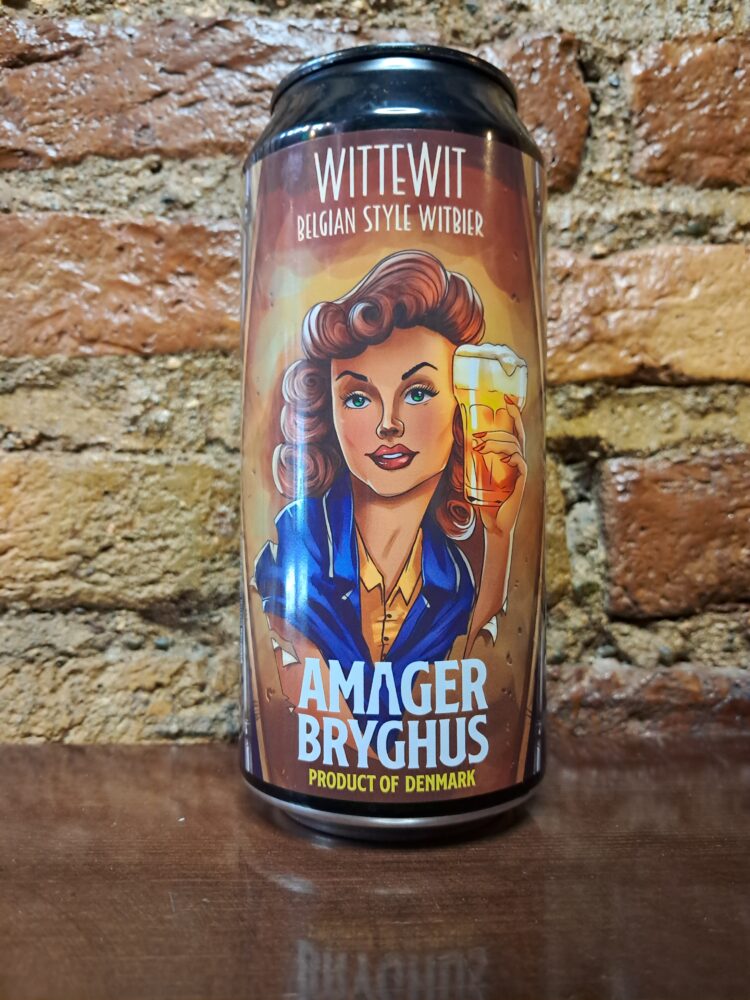 WITTEWIT
BELGIAN STYLE WITBIER
AMAGER
BRYGHUS
PRODUCT OF DENMARK